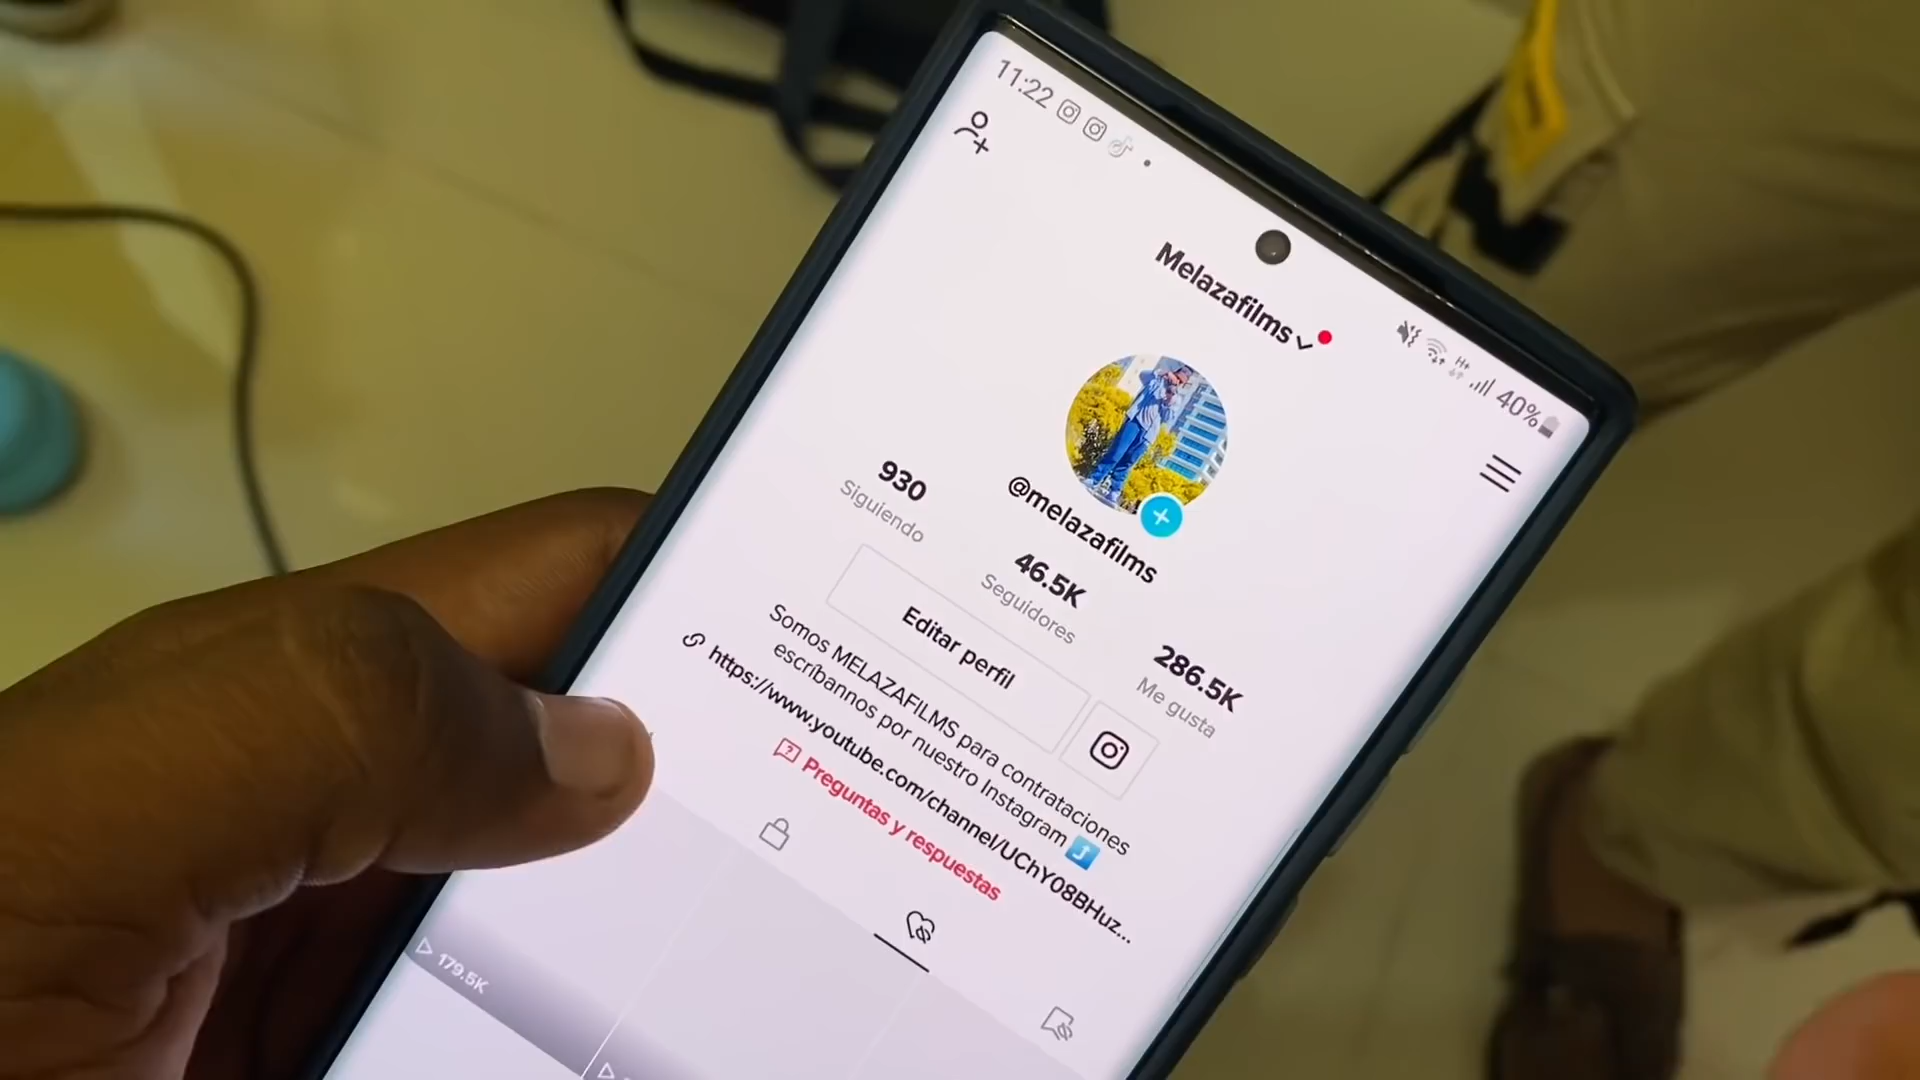 11:22
40%
Melazafilms
@melazafilms
930
Siguiendo
46.5K
Seguidores
286.5K
Me gusta
Editar perfil
Somos MELAZAFILMS para contrataciones
escríbannos por nuestro Instagram ⤴️
https://www.youtube.com/channel/UChY08BHuz...
Preguntas y respuestas
179.5K